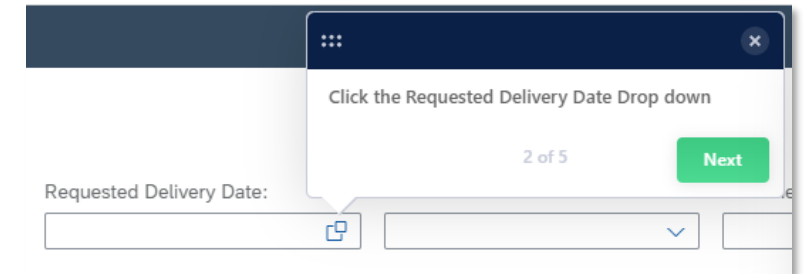 Click the Requested Delivery Date Drop down
2 of 5
Next
Requested Delivery Date: